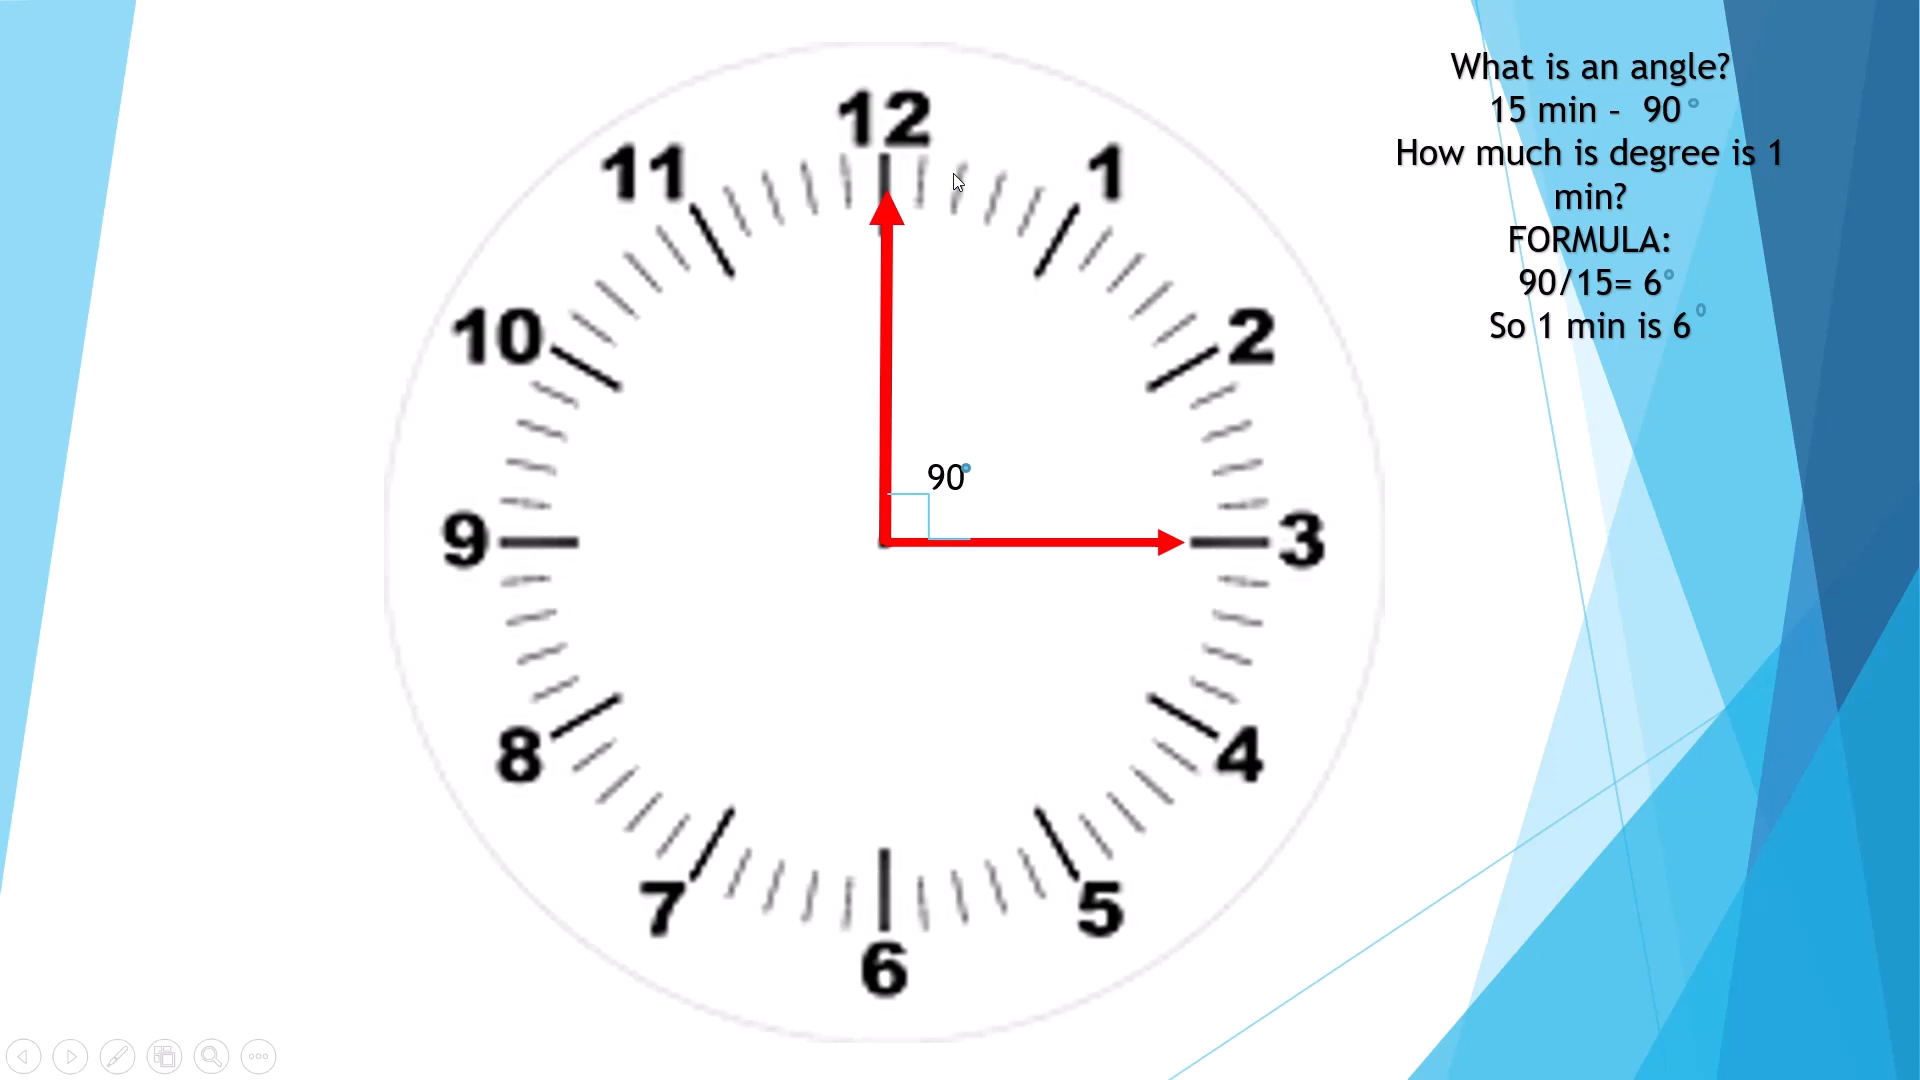 What is an angle?
15 min - 90°
How much is degree is 1
min?
FORMULA:
90/15= 6°
So 1 min is 6°
12
11
1
10
2
90°
9
3
8
4
7
5
6